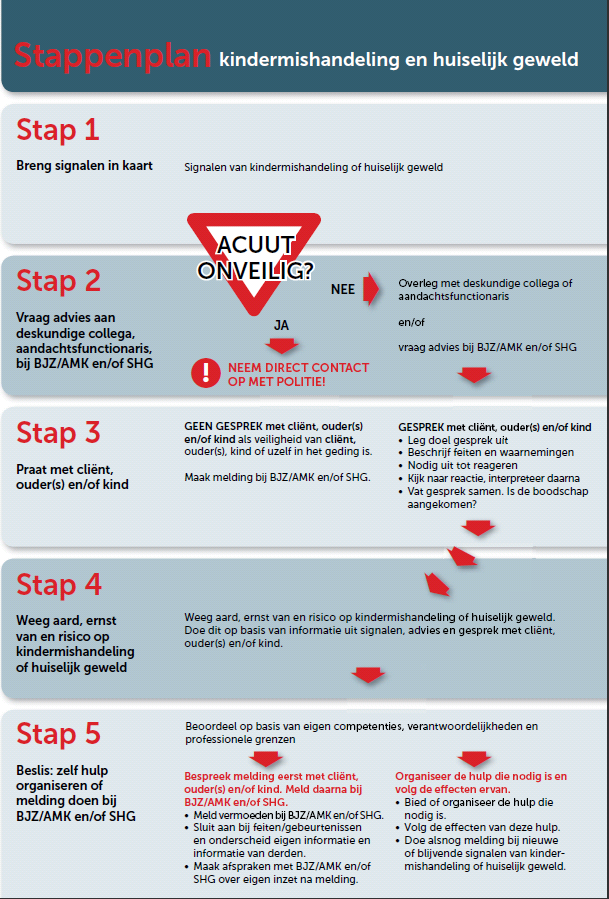 Stappenplan kindermishandeling en huiselijk geweld
Stap 1
Breng signalen in kaart
Signalen van kindermishandeling of huiselijk geweld
ACUUT
ONVEILIG?
Stap 2
Vraag advies aan
deskundige collega,
aandachtsfunctionaris,
bij BJZ/AMK en/of SHG
NEE
Overleg met deskundige collega of
aandachtsfunctionaris
en/of
vraag advies bij BJZ/AMK en/of SHG
JA
!
NEEM DIRECT CONTACT
OP MET POLITIE!
Stap 3
Praat met cliënt,
ouder(s) en/of kind
GEEN GESPREK met cliënt, ouder(s)
en/of kind als veiligheid van cliënt,
ouder(s), kind of uzelf in het geding is.
Maak melding bij BJZ/AMK en/of SHG.
GESPREK met cliënt, ouder(s) en/of kind
• Leg doel gesprek uit
• Beschrijf feiten en waarnemingen
• Nodig uit tot reageren
• Kijk naar reactie, interpreteer daarna
• Vat gesprek samen. Is de boodschap
aangekomen?
Stap 4
Weeg aard, ernst
van en risico op
kindermishandeling
of huiselijk geweld
Weeg aard, ernst van en risico op kindermishandeling of huiselijk geweld.
Doe dit op basis van informatie uit signalen, advies en gesprek met cliënt,
ouder(s) en/of kind.
Stap 5
Beslis: zelf hulp
organiseren of
melding doen bij
BJZ/AMK en/of SHG
Beoordeel op basis van eigen competenties, verantwoordelijkheden en
professionele grenzen
Bespreek melding eerst met cliënt,
ouder(s) en/of kind. Meld daarna bij
BJZ/AMK en/of SHG.
• Meld vermoeden bij BJZ/AMK en/of SHG.
• Sluit aan bij feiten/gebeurtenissen
en onderscheid eigen informatie en
informatie van derden.
• Maak afspraken met BJZ/AMK en/of
SHG over eigen inzet na melding.
Organiseer de hulp die nodig is en
volg de effecten ervan.
• Bied of organiseer de hulp die
nodig is.
• Volg de effecten van deze hulp.
• Doe alsnog melding bij nieuwe
of blijvende signalen van kinder-
mishandeling of huiselijk geweld.